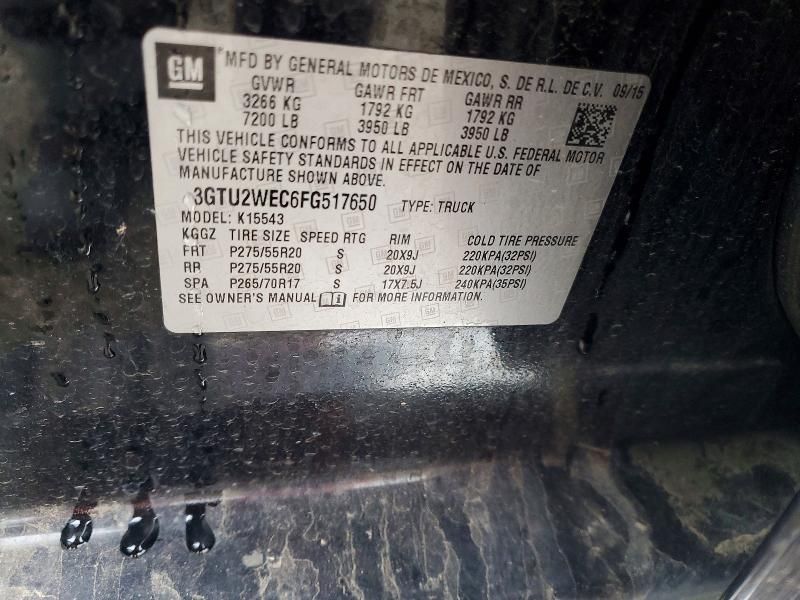 GM
MFD BY GENERAL MOTORS DE MEXICO, S. DE R.L. DE C.V. 09/15
GVWR GAWR FRT GAWR RR
3266 KG 1792 KG 1792 KG
7200 LB 3950 LB 3950 LB
THIS VEHICLE CONFORMS TO ALL APPLICABLE U.S. FEDERAL MOTOR
VEHICLE SAFETY STANDARDS IN EFFECT ON THE DATE OF
MANUFACTURE SHOWN ABOVE.
3GTU2WEC6FG517650 TYPE: TRUCK
MODEL: K15543
KGGZ TIRE SIZE SPEED RTG RIM COLD TIRE PRESSURE
FRT P275/55R20 S 20X9J 220KPA(32PSI)
RR P275/55R20 S 20X9J 220KPA(32PSI)
SPA P265/70R17 S 17X7.5J 240KPA(35PSI)
SEE OWNER'S MANUAL FOR MORE INFORMATION.